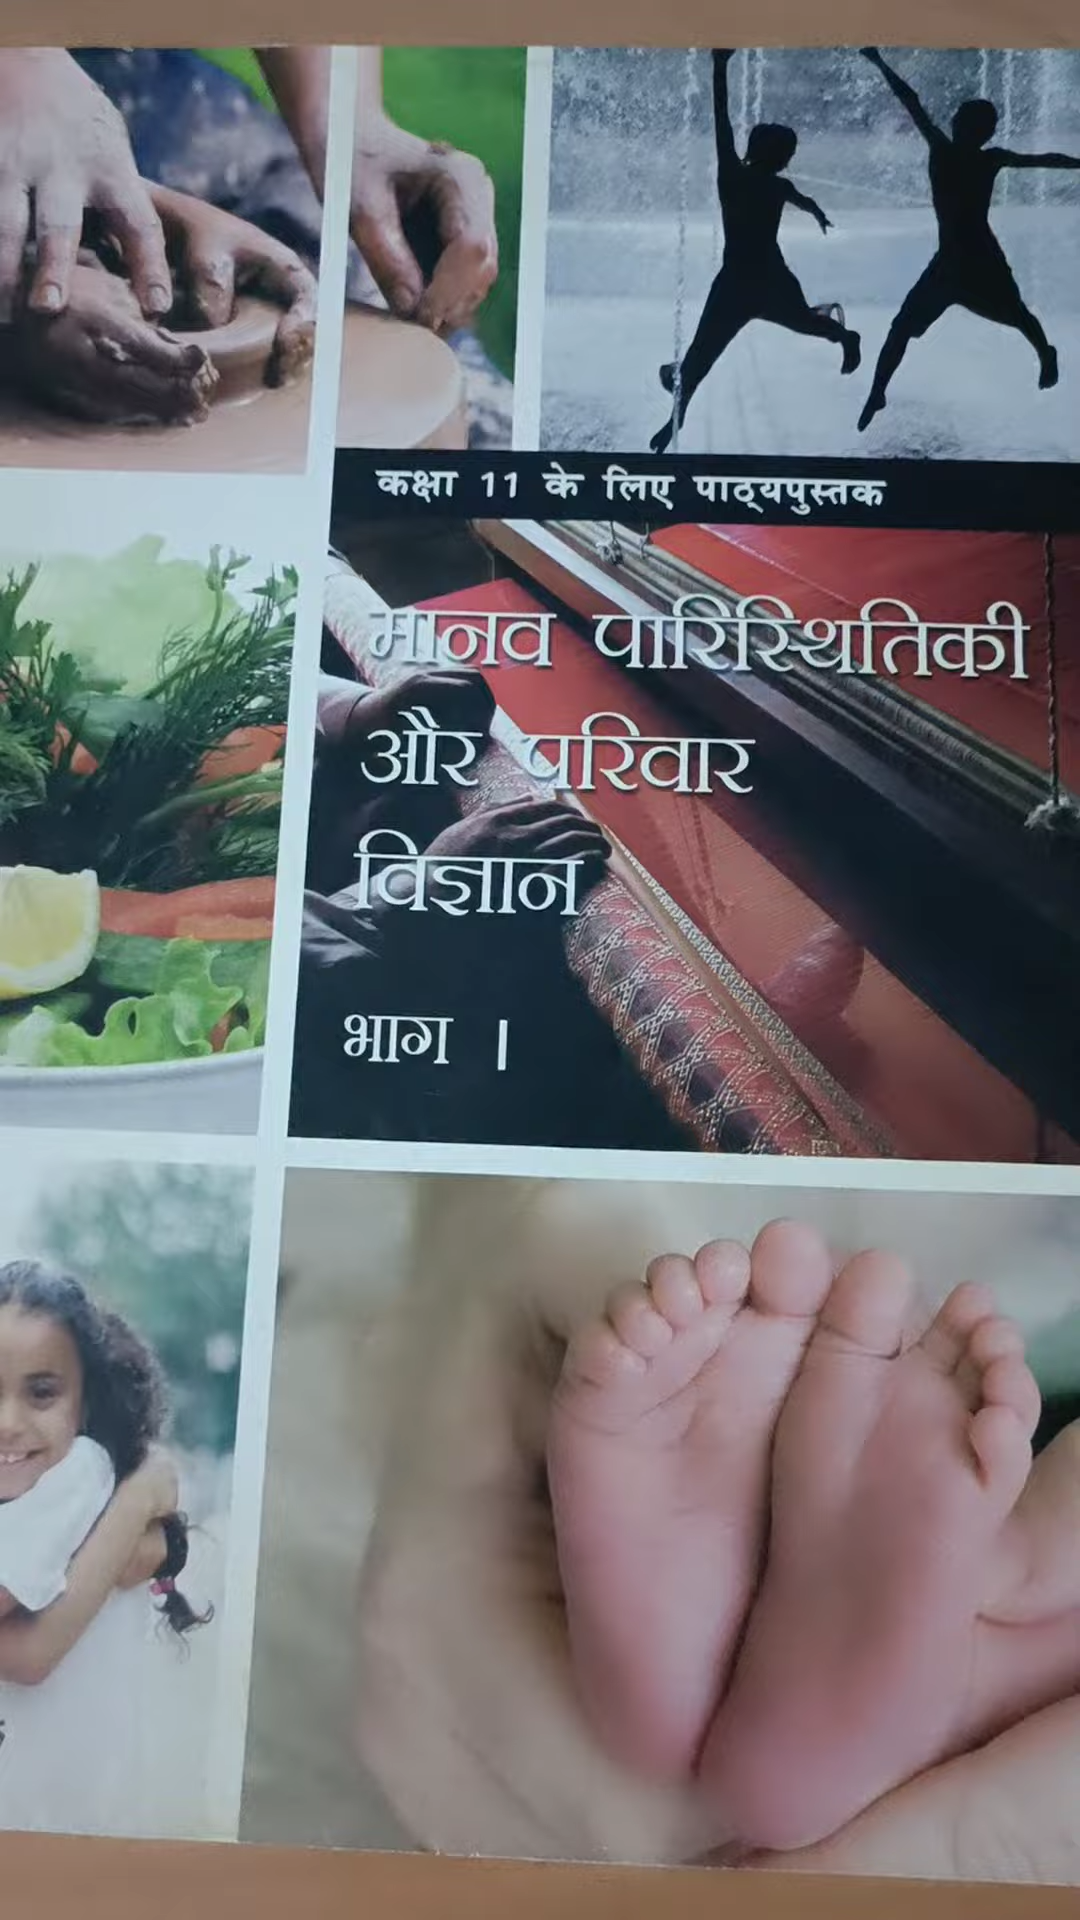 कक्षा 11 के लिए पाठ्यपुस्तक
मानव पारिस्थितिकी
और परिवार
विज्ञान
भाग ।